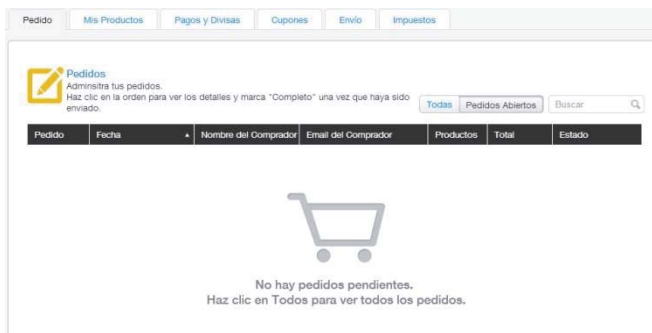 Pedido Mis Productos Pagos y Divisas Cupones Envío Impuestos
Pedidos
Adminsitra tus pedidos.
Haz clic en la orden para ver los detalles y marca "Completo" una vez que haya sido
enviado.
Todas Pedidos Abiertos Buscar
Pedido Fecha Nombre del Comprador Email del Comprador Productos Total Estado
No hay pedidos pendientes.
Haz clic en Todos para ver todos los pedidos.